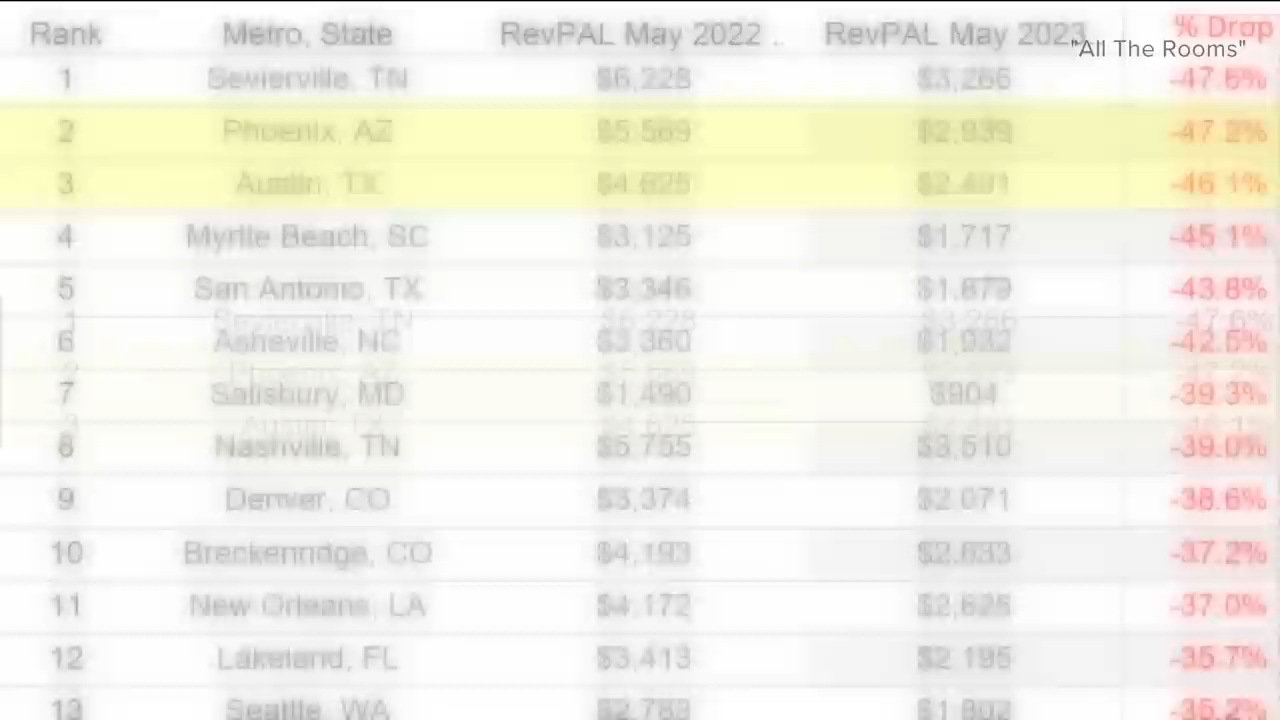 Rank Metro, State RevPAL May 2022 . RevPAL May 2023 % Drop
"All The Rooms"
1 Sevierville, TN $6,228 $3,266 -47.6%
2 Phoenix, AZ $5,569 $2,939 -47.2%
3 Austin, TX $4,625 -46.1%
4 Myrtle Beach, SC $3,125 $1,717 -45.1%
5 San Antonio, TX $3,346 $1,879 -43.8%
6 Asheville, NC $3,360 $1,932 -42.5%
7 Salisbury, MD $1,490 $904 -39.3%
8 Nashville, TN $5,755 $3,510 -39.0%
9 Denver, CO $3,374 $2,071 -38.6%
10 Breckenridge, CO $4,193 $2,633 -37.2%
11 New Orleans, LA $4,172 -37.0%
12 Lakeland, FL $3,413 $2,195 -35.7%
13 Seattle, WA -35.2%